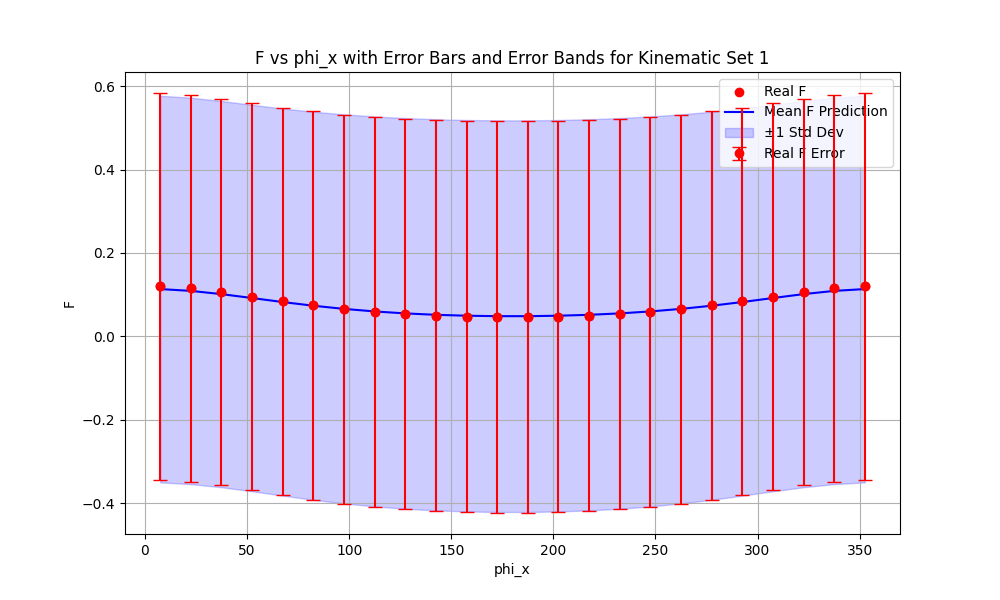 F vs phi_x with Error Bars and Error Bands for Kinematic Set 1
Real F
Mean F Prediction
±1 Std Dev
Real F Error
F
0.6
0.4
0.2
0.0
−0.2
−0.4
0 50 100 150 200 250 300 350
phi_x